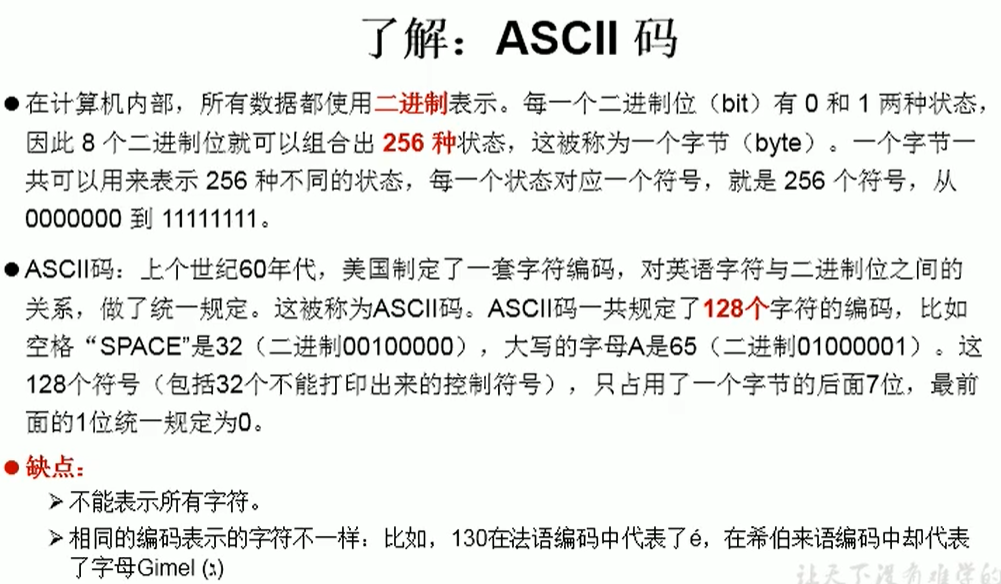 了解：ASCII 码
●在计算机内部，所有数据都使用二进制表示。每一个二进制位（bit）有 0 和 1 两种状态，
因此 8 个二进制位就可以组合出 256 种状态，这被称为一个字节（byte）。一个字节一
共可以用来表示 256 种不同的状态，每一个状态对应一个符号，就是 256 个符号，从
0000000 到 11111111。
●ASCII码：上个世纪60年代，美国制定了一套字符编码，对英语字符与二进制位之间的
关系，做了统一规定。这被称为ASCII码。ASCII码一共规定了128个字符的编码，比如
空格“SPACE”是32（二进制00100000），大写的字母A是65（二进制01000001）。这
128个符号（包括32个不能打印出来的控制符号），只占用了一个字节的后面7位，最前
面的1位统一规定为0。
●缺点：
➢不能表示所有字符。
➢相同的编码表示的字符不一样：比如，130在法语编码中代表了é，在希伯来语编码中却代表
了字母Gimel (ג)
让天下没有难学的